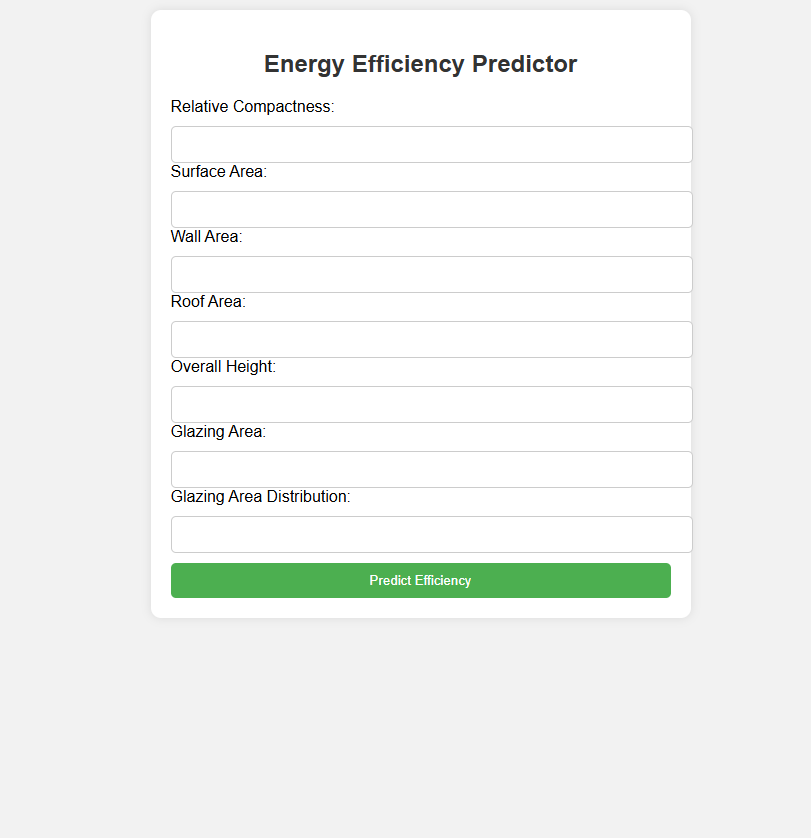 Energy Efficiency Predictor
Relative Compactness:
Surface Area:
Wall Area:
Roof Area:
Overall Height:
Glazing Area:
Glazing Area Distribution:
Predict Efficiency